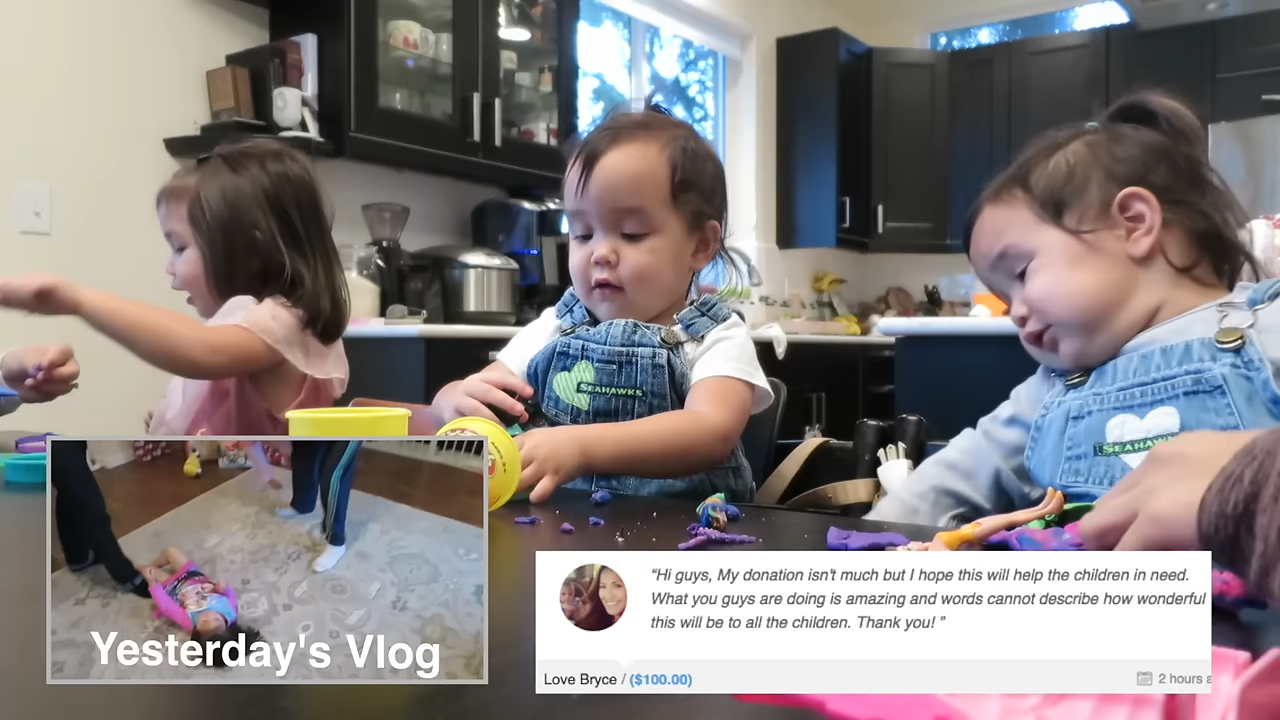 SEAHAWKS
SEAHAWK
Yesterday's Vlog
"Hi guys, My donation isn't much but I hope this will help the children in need.
What you guys are doing is amazing and words cannot describe how wonderful
this will be to all the children. Thank you! "
Love Bryce / ($100.00)
2 hours a